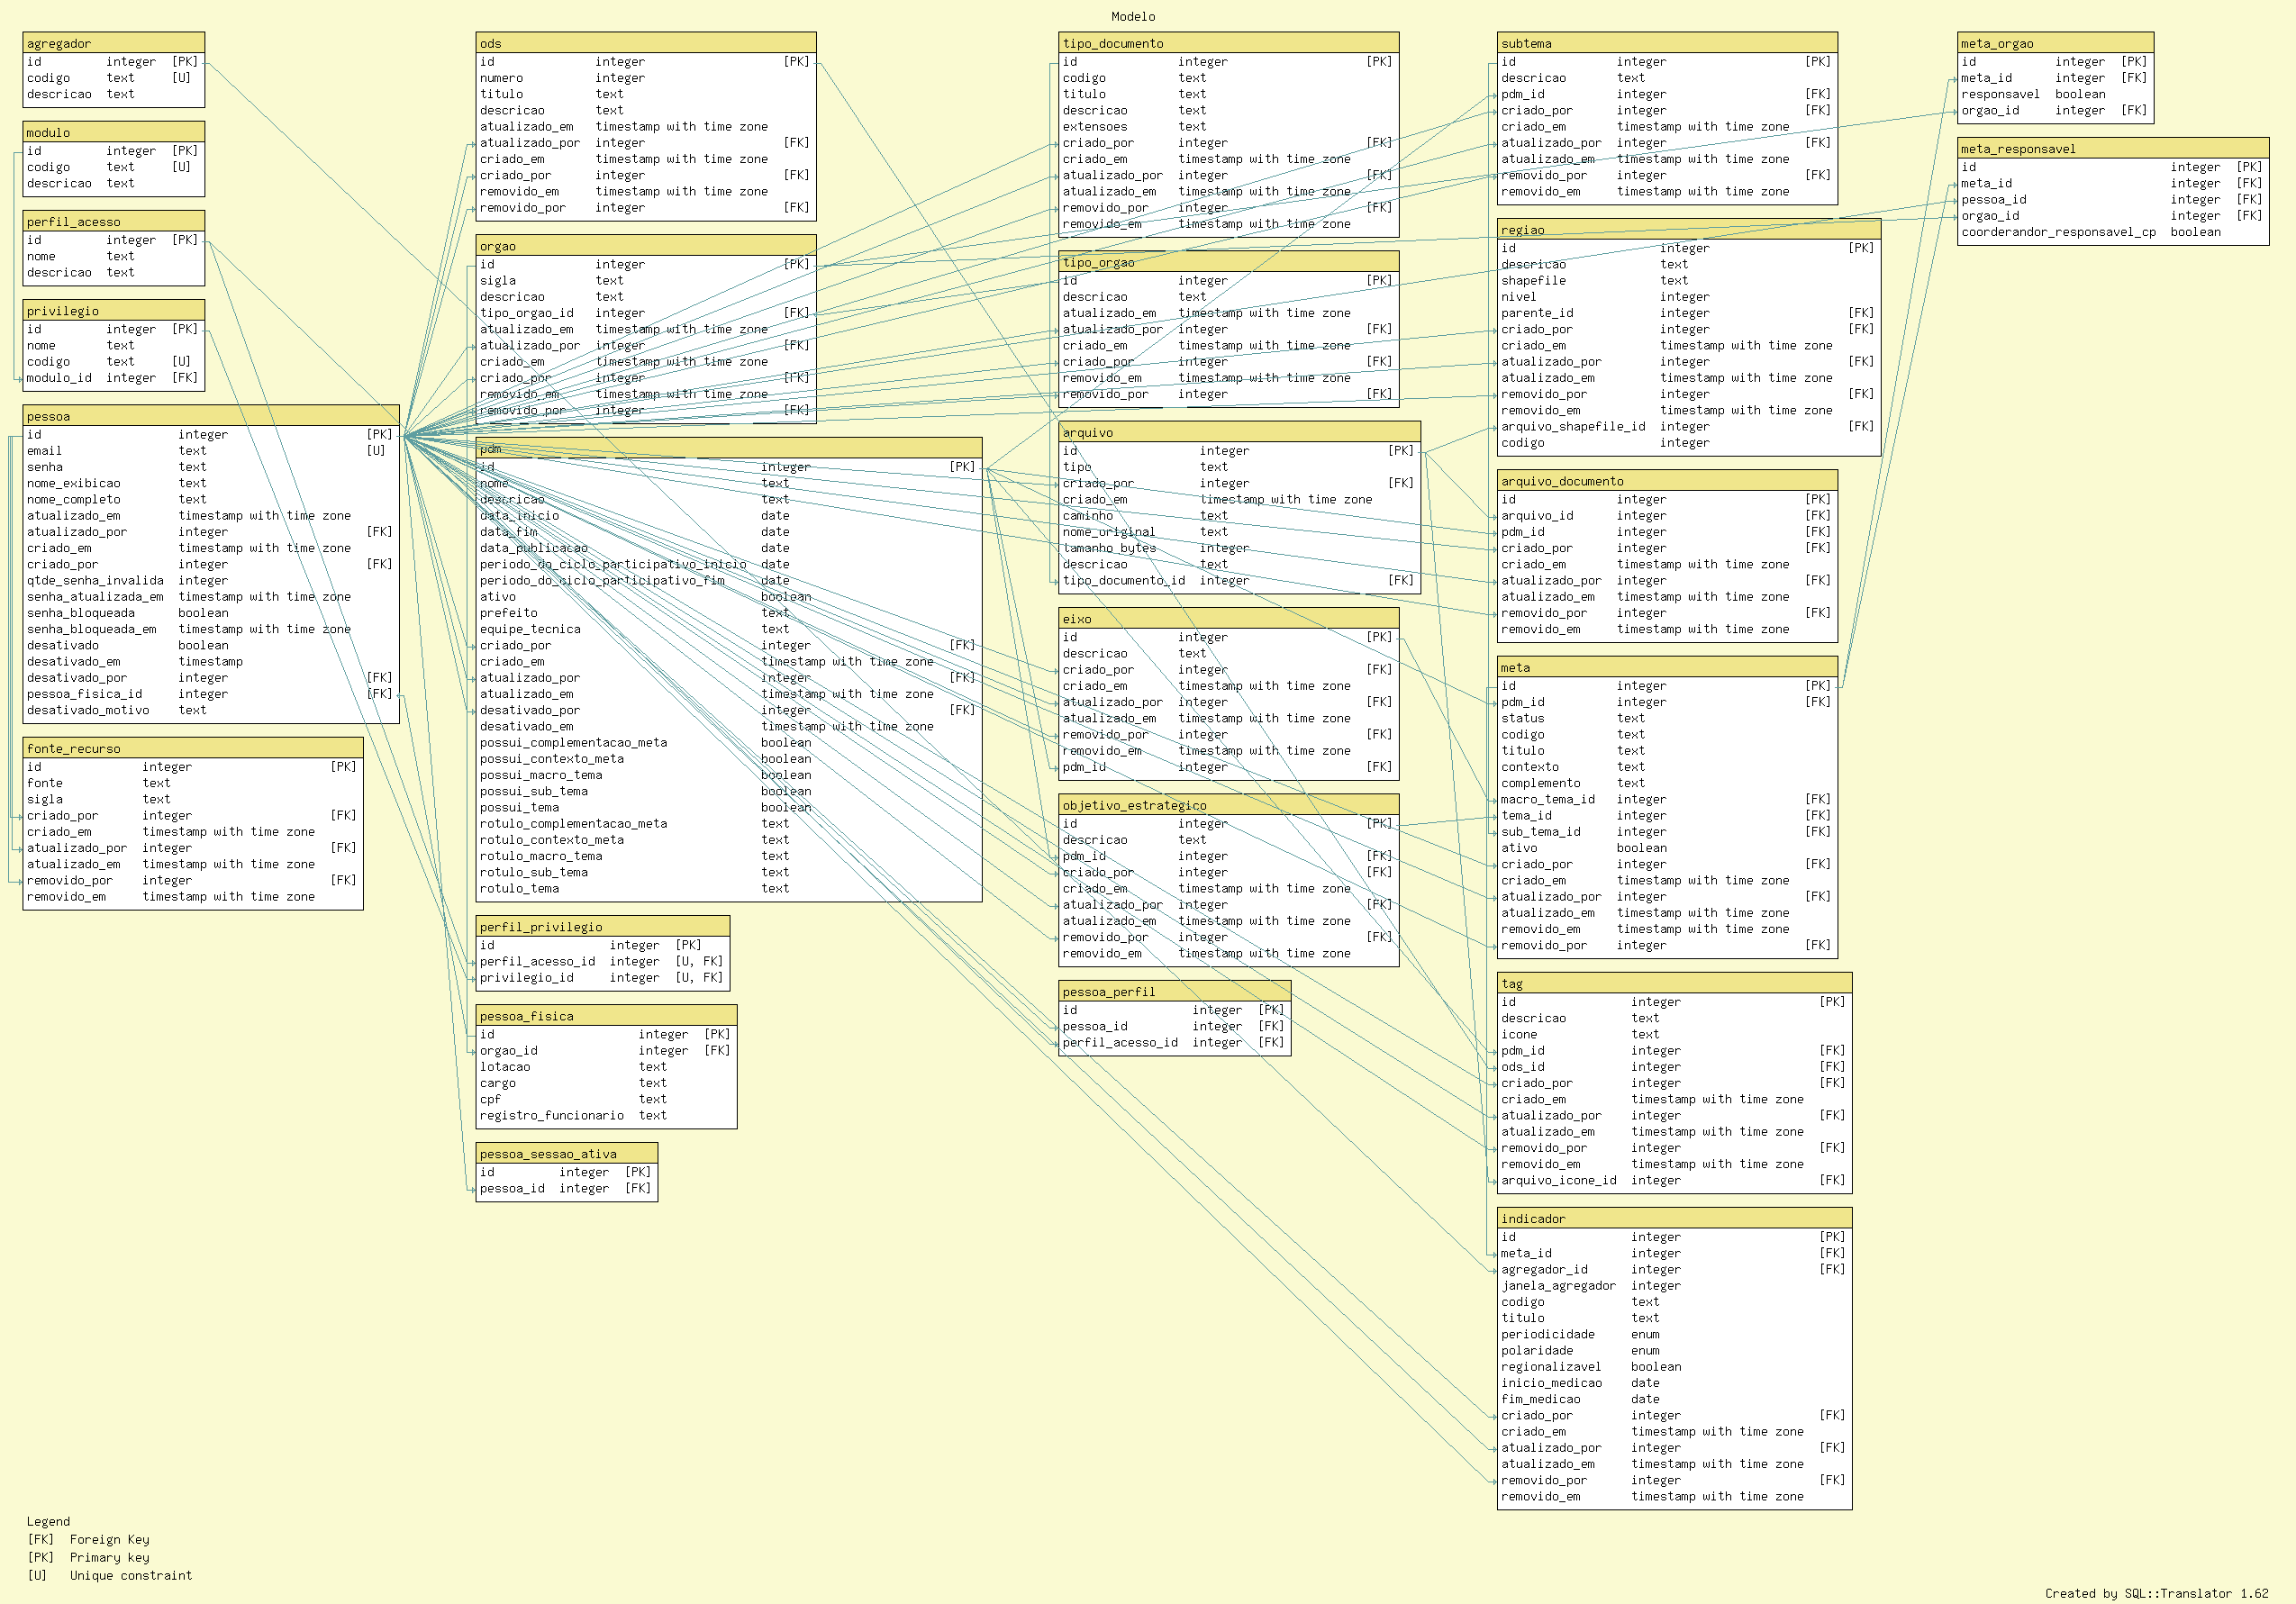 Modelo
agregador
id integer [PK]
codigo text [U]
descricao text
modulo
id integer [PK]
codigo text [U]
descricao text
perfil_acesso
id integer [PK]
nome text
descricao text
privilegio
id integer [PK]
nome text
codigo text [U]
modulo_id integer [FK]
pessoa
id integer [PK]
email text [U]
senha text
nome_exibicao text
nome_completo text
atualizado_em timestamp with time zone
atualizado_por integer [FK]
criado_em timestamp with time zone
criado_por integer [FK]
qtde_senha_invalida integer
senha_atualizada_em timestamp with time zone
senha_bloqueada boolean
senha_bloqueada_em timestamp with time zone
desativado boolean
desativado_em timestamp
desativado_por integer [FK]
pessoa_fisica_id integer [FK]
desativado_motivo text
fonte_recurso
id integer [PK]
fonte text
sigla text
criado_por integer [FK]
criado_em timestamp with time zone
atualizado_por integer [FK]
atualizado_em timestamp with time zone
removido_por integer [FK]
removido_em timestamp with time zone
ods
id integer [PK]
numero integer
titulo text
descricao text
atualizado_em timestamp with time zone
atualizado_por integer [FK]
criado_em timestamp with time zone
criado_por integer [FK]
removido_em timestamp with time zone
removido_por integer [FK]
orgao
id integer [PK]
sigla text
descricao text
tipo_orgao_id integer [FK]
atualizado_em timestamp with time zone
atualizado_por integer [FK]
criado_em timestamp with time zone
criado_por integer [FK]
removido_em timestamp with time zone
removido_por integer [FK]
pdm
id integer [PK]
nome text
descricao text
data_inicio date
data_fim date
data_publicacao date
periodo_do_ciclo_participativo_inicio date
periodo_do_ciclo_participativo_fim date
ativo boolean
prefeito text
equipe_tecnica text
criado_por integer [FK]
criado_em timestamp with time zone
atualizado_por integer [FK]
atualizado_em timestamp with time zone
desativado_por integer [FK]
desativado_em timestamp with time zone
possui_complementacao_meta boolean
possui_contexto_meta boolean
possui_macro_tema boolean
possui_sub_tema boolean
possui_tema boolean
rotulo_complementacao_meta text
rotulo_contexto_meta text
rotulo_macro_tema text
rotulo_sub_tema text
rotulo_tema text
perfil_privilegio
id integer [PK]
perfil_acesso_id integer [U, FK]
privilegio_id integer [U, FK]
pessoa_fisica
id integer [PK]
orgao_id integer [FK]
lotacao text
cargo text
cpf text
registro_funcionario text
pessoa_sessao_ativa
id integer [PK]
pessoa_id integer [FK]
tipo_documento
id integer [PK]
codigo text
titulo text
descricao text
extensoes text
criado_por integer [FK]
criado_em timestamp with time zone
atualizado_por integer [FK]
atualizado_em timestamp with time zone
removido_por integer [FK]
removido_em timestamp with time zone
tipo_orgao
id integer [PK]
descricao text
atualizado_em timestamp with time zone
atualizado_por integer [FK]
criado_em timestamp with time zone
criado_por integer [FK]
removido_em timestamp with time zone
removido_por integer [FK]
arquivo
id integer [PK]
tipo text
criado_por integer [FK]
criado_em timestamp with time zone
caminho text
nome_original text
tamanho_bytes integer
descricao text
tipo_documento_id integer [FK]
eixo
id integer [PK]
descricao text
criado_por integer [FK]
criado_em timestamp with time zone
atualizado_por integer [FK]
atualizado_em timestamp with time zone
removido_por integer [FK]
removido_em timestamp with time zone
pdm_id integer [FK]
objetivo_estrategico
id integer [PK]
descricao text
pdm_id integer [FK]
criado_por integer [FK]
criado_em timestamp with time zone
atualizado_por integer [FK]
atualizado_em timestamp with time zone
removido_por integer [FK]
removido_em timestamp with time zone
pessoa_perfil
id integer [PK]
pessoa_id integer [FK]
perfil_acesso_id integer [FK]
subtema
id integer [PK]
descricao text
pdm_id integer [FK]
criado_por integer [FK]
criado_em timestamp with time zone
atualizado_por integer [FK]
atualizado_em timestamp with time zone
removido_por integer [FK]
removido_em timestamp with time zone
regiao
id integer [PK]
descricao text
shapefile text
nivel integer
parente_id integer [FK]
criado_por integer [FK]
criado_em timestamp with time zone
atualizado_por integer [FK]
atualizado_em timestamp with time zone
removido_por integer [FK]
removido_em timestamp with time zone
arquivo_shapefile_id integer [FK]
codigo integer
arquivo_documento
id integer [PK]
arquivo_id integer [FK]
pdm_id integer [FK]
criado_por integer [FK]
criado_em timestamp with time zone
atualizado_por integer [FK]
atualizado_em timestamp with time zone
removido_por integer [FK]
removido_em timestamp with time zone
meta
id integer [PK]
pdm_id integer [FK]
status text
codigo text
titulo text
contexto text
complemento text
macro_tema_id integer [FK]
tema_id integer [FK]
sub_tema_id integer [FK]
ativo boolean
criado_por integer [FK]
criado_em timestamp with time zone
atualizado_por integer [FK]
atualizado_em timestamp with time zone
removido_em timestamp with time zone
removido_por integer [FK]
tag
id integer [PK]
descricao text
icone text
pdm_id integer [FK]
ods_id integer [FK]
criado_por integer [FK]
criado_em timestamp with time zone
atualizado_por integer [FK]
atualizado_em timestamp with time zone
removido_por integer [FK]
removido_em timestamp with time zone
arquivo_icone_id integer [FK]
indicador
id integer [PK]
meta_id integer [FK]
agregador_id integer [FK]
janela_agregador integer
codigo text
titulo text
periodicidade enum
polaridade enum
regionalizavel boolean
inicio_medicao date
fim_medicao date
criado_por integer [FK]
criado_em timestamp with time zone
atualizado_por integer [FK]
atualizado_em timestamp with time zone
removido_por integer [FK]
removido_em timestamp with time zone
meta_orgao
id integer [PK]
meta_id integer [FK]
responsavel boolean
orgao_id integer [FK]
meta_responsavel
id integer [PK]
meta_id integer [FK]
pessoa_id integer [FK]
orgao_id integer [FK]
coorderandor_responsavel_cp boolean
Legend
[FK] Foreign Key
[PK] Primary key
[U] Unique constraint
Created by SQL::Translator 1.62